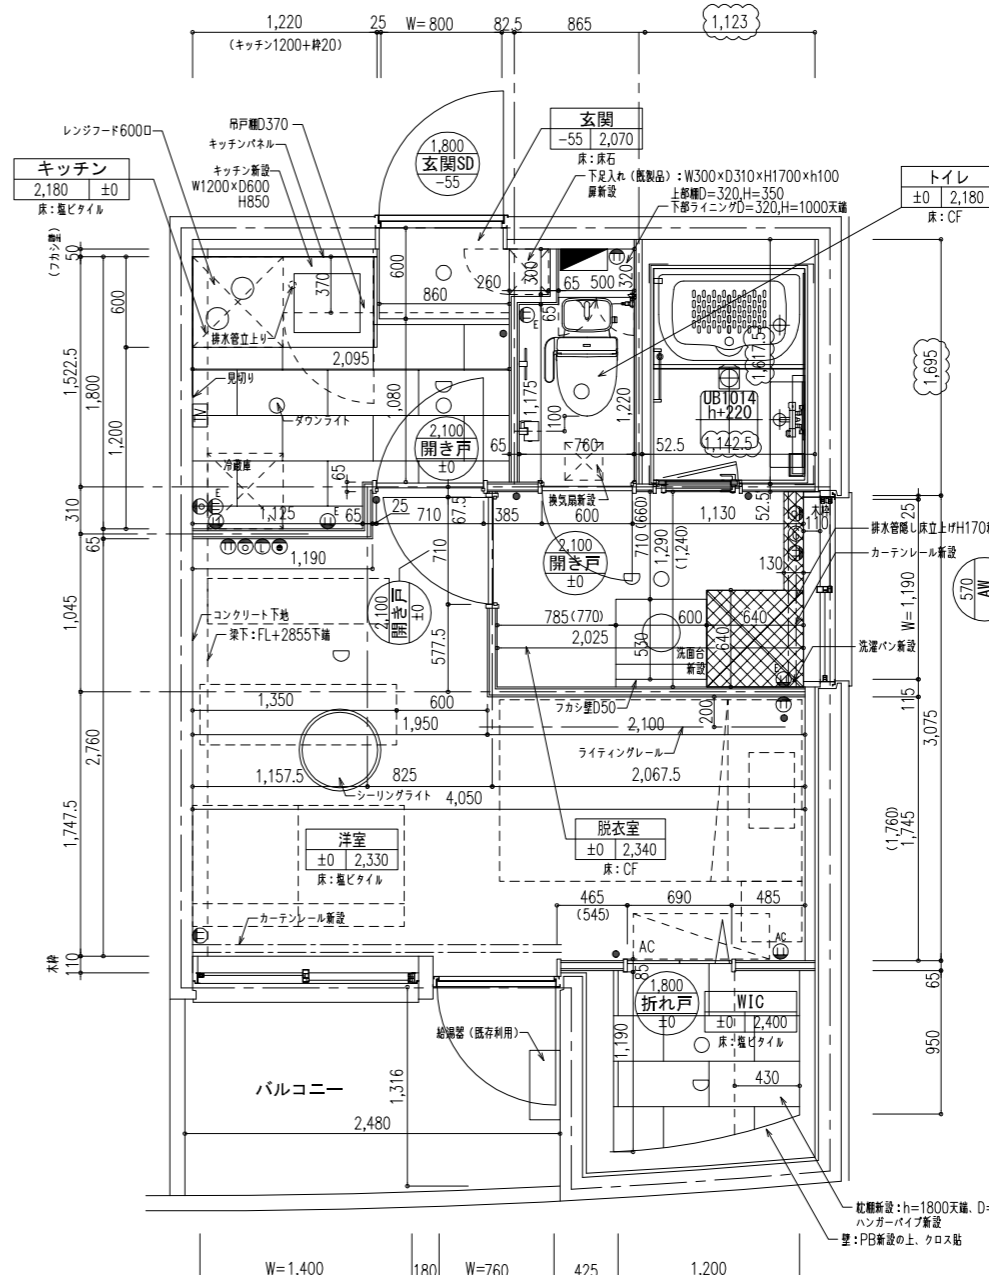 1,220
25
W=800
82.5
865
1,123
(キッチン1200+枠20)
レンジフード600ロ
吊戸棚D370
キッチンパネル
キッチン新設
W1200×D600
H850
キッチン
2,180 ±0
床:塩ビタイル
1,800
玄関SD
-55
玄関
-55 2,070
床:床石
下足入れ(既製品):W300×D310×H1700×h100
扉新設
上部棚D=320,H=350
下部ライニングD=320,H=1000天端
トイレ
±0 2,180
床:CF
50
(フカシ壁)
600
370
600
860
260
300
65
500
320
65
E
排水管立上り
2,095
1,522.5
1,800
見切り
1,080
1,175
100
1,220
1,617.5
1,695
UB1014
h+220
TV
ダウンライト
1,200
2,100
開き戸
±0
65
760
52.5
1,142.5
冷蔵庫
65
E
1,125
E
65
25
710
67.5
385
換気扇新設
600
710
(660)
1,130
52.5
木枠
110
25
310
65
1,190
710
2,100
開き戸
±0
1,290
(1,240)
130
排水管隠し床立上げH170
カーテンレール新設
570
AW
2,100
開き戸
±0
コンクリート下地
梁下:FL+2855下端
1,045
577.5
785(770)
600
640
2,025
530
640
W=1,190
洗面台
新設
洗濯パン新設
E
フカシ壁D50
200
115
1,350
600
1,950
2,100
ライティングレール
3,075
2,760
1,157.5
825
2,067.5
シーリングライト
4,050
1,747.5
(1,760)
1,745
洋室
±0 2,330
床:塩ビタイル
脱衣室
±0 2,340
床:CF
465
(545)
690
485
カーテンレール新設
AC
AC
木枠
110
85
65
1,800
折れ戸
±0
WIC
±0 2,400
床:塩ビタイル
給湯器(既存利用)
1,190
950
430
バルコニー
1,316
2,480
枕棚新設:h=1800天端、D=
ハンガーパイプ新設
壁:PB新設の上、クロス貼
W=1,400
180
W=760
425
1,200